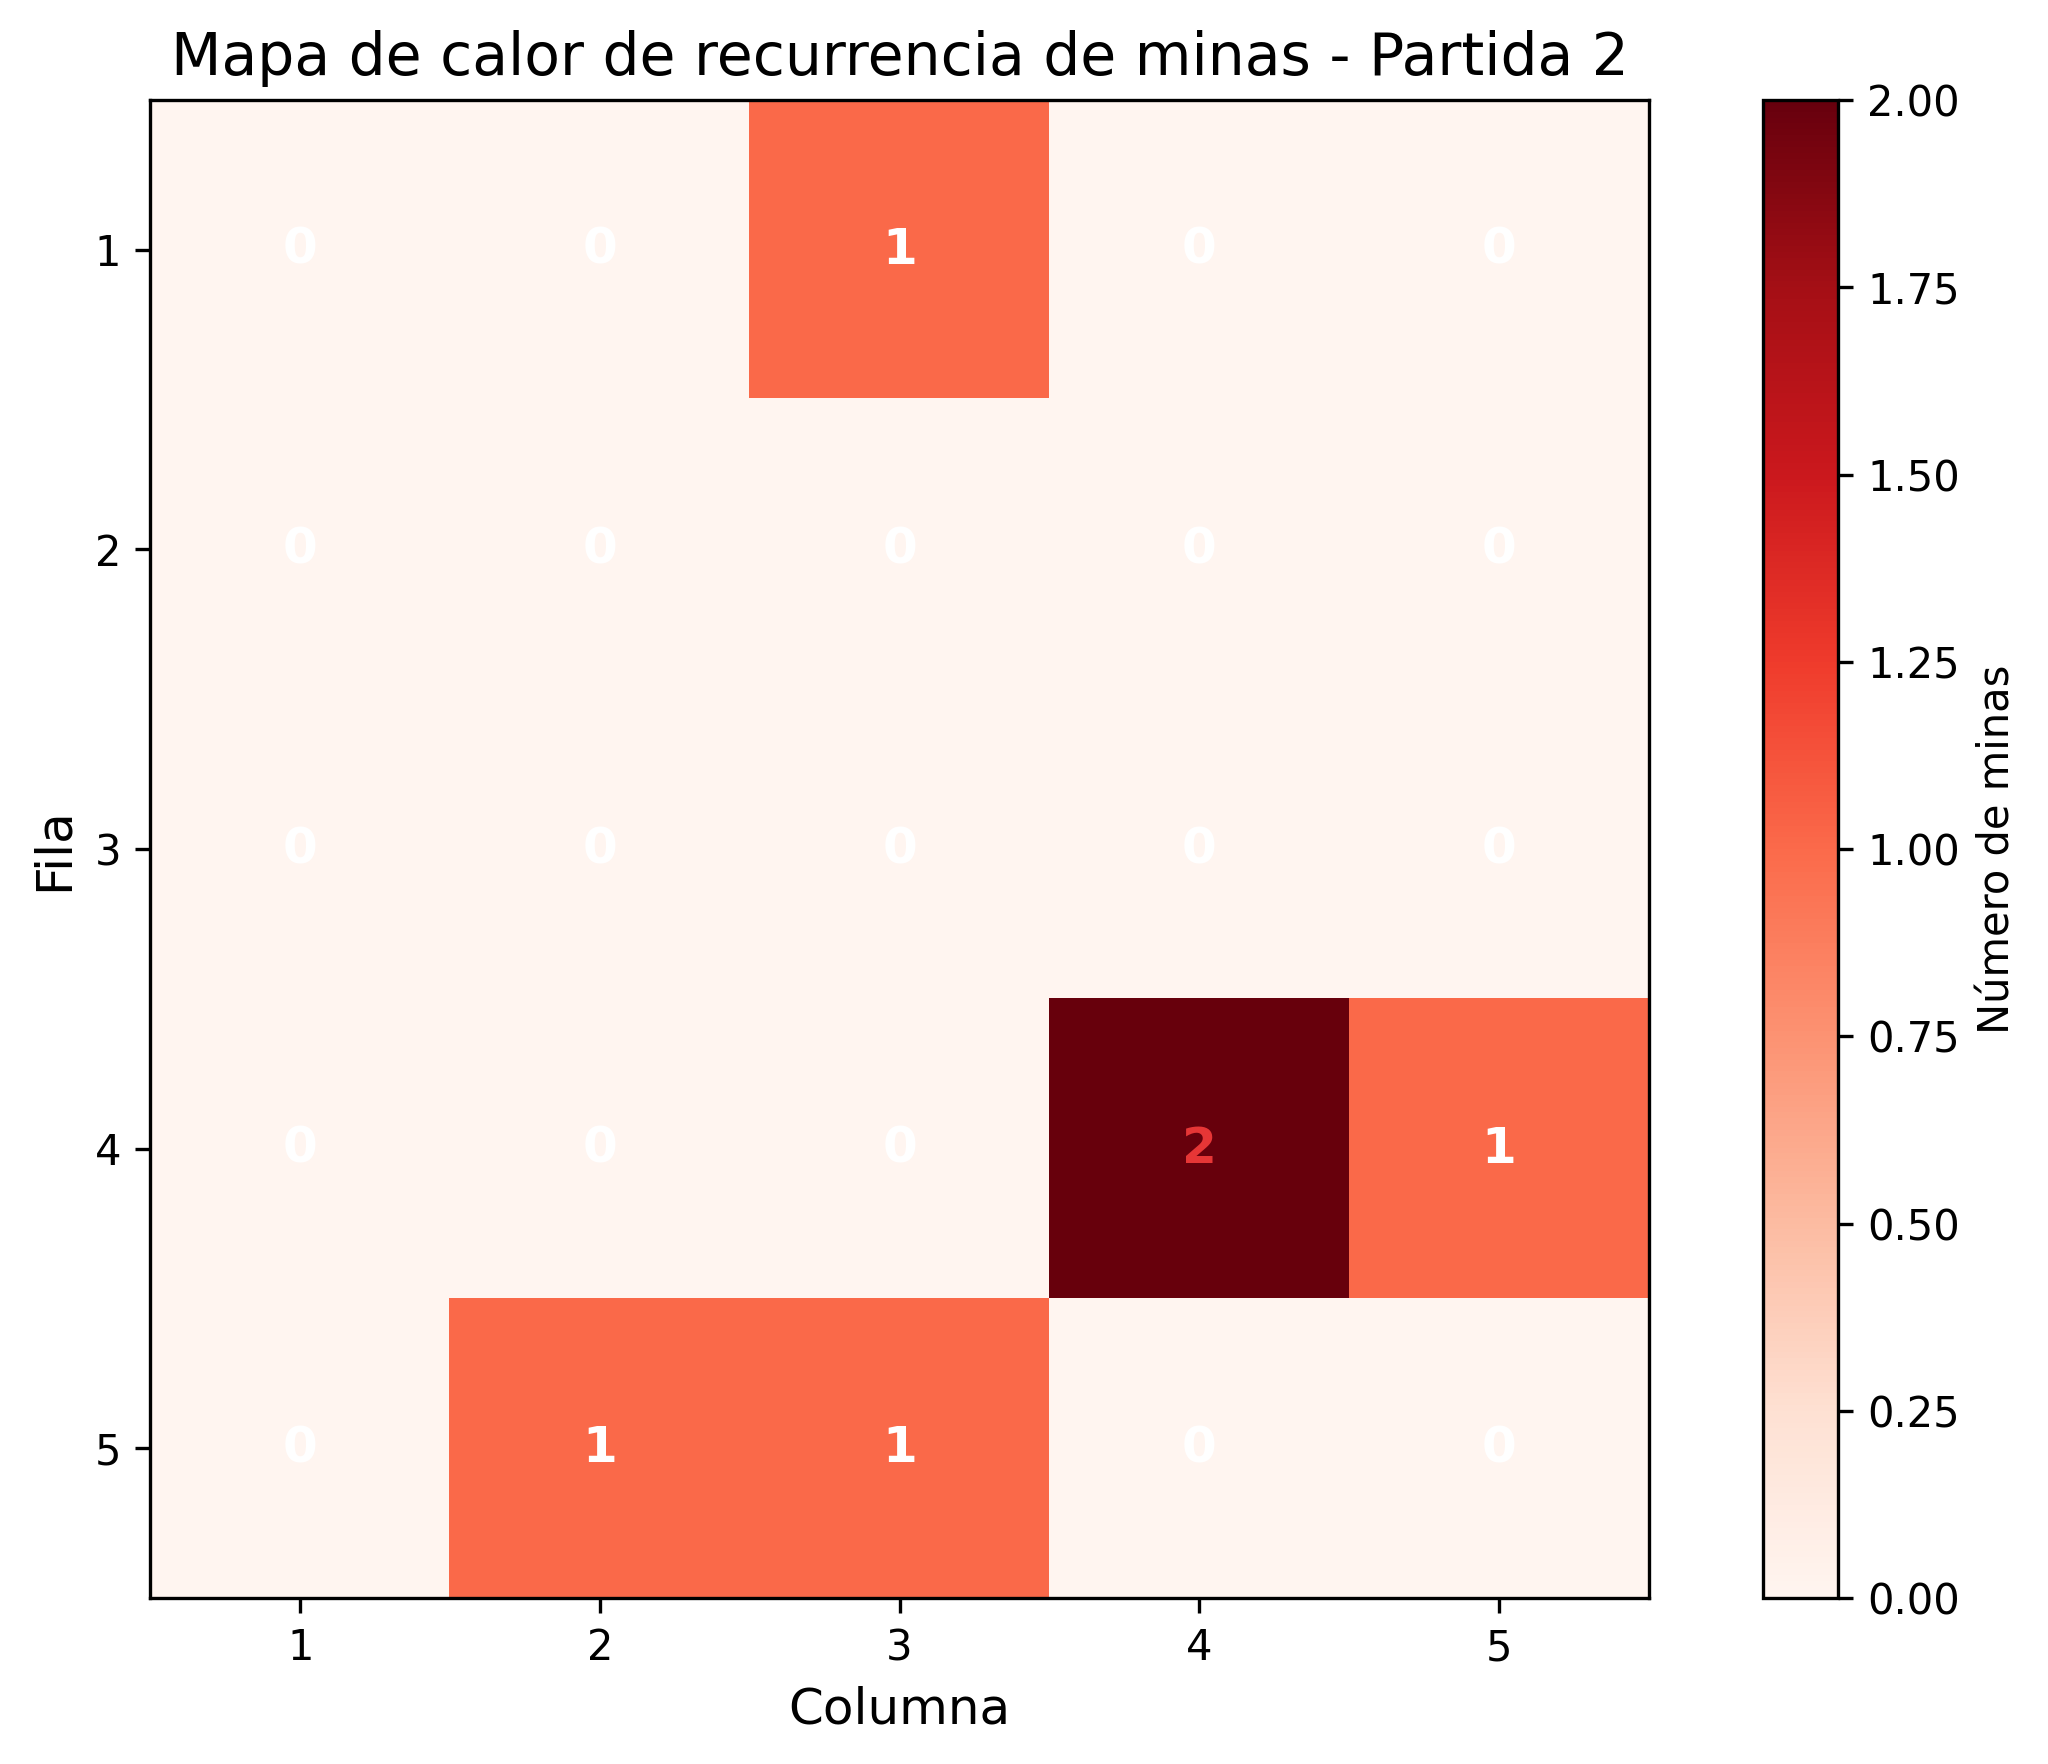 Mapa de calor de recurrencia de minas - Partida 2
2.00
1 0 0 1 0 0
1.75
1.50
2 0 0 0 0 0
1.25
Fila
3 0 0 0 0 0
1.00
Número de minas
0.75
4 0 0 0 2 1
0.50
0.25
5 0 1 1 0 0
0.00
1 2 3 4 5
Columna